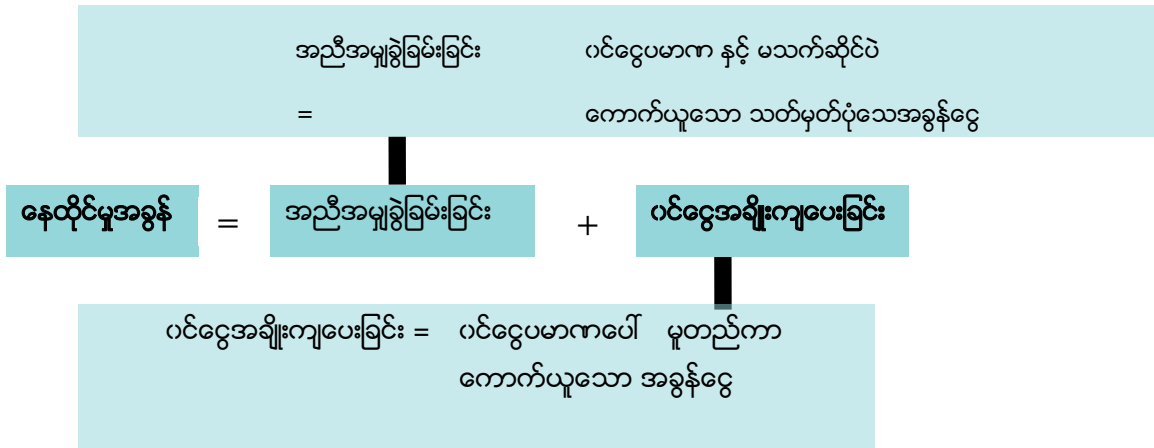 အညီအမျှခွဲခြမ်းခြင်း ဝင်ငွေပမာဏ နှင့် မသက်ဆိုင်ပဲ
= ကောက်ယူသော သတ်မှတ်ပုံသေအခွန်ငွေ
နေထိုင်မှုအခွန် = အညီအမျှခွဲခြမ်းခြင်း + ဝင်ငွေအချိုးကျပေးခြင်း
ဝင်ငွေအချိုးကျပေးခြင်း = ဝင်ငွေပမာဏပေါ် မူတည်ကာ
ကောက်ယူသော အခွန်ငွေ